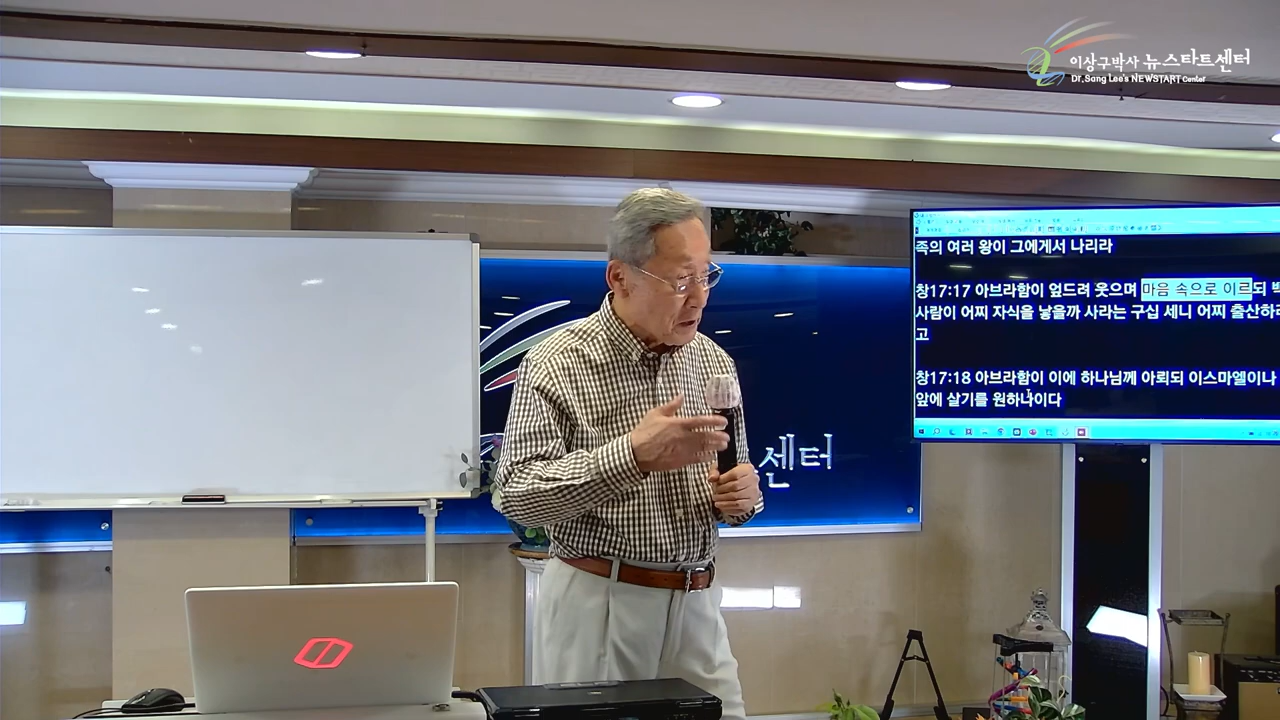 이상구박사 뉴스타트센터
Dr. Sang Lee's NEWSTART Center
족의 여러 왕이 그에게서 나리라
창17:17 아브라함이 엎드려 웃으며 마음 속으로 이르되 백
사람이 어찌 자식을 낳을까 사라는 구십 세니 어찌 출산하리
고
창17:18 아브라함이 이에 하나님께 아뢰되 이스마엘이나
앞에 살기를 원하나이다
센터